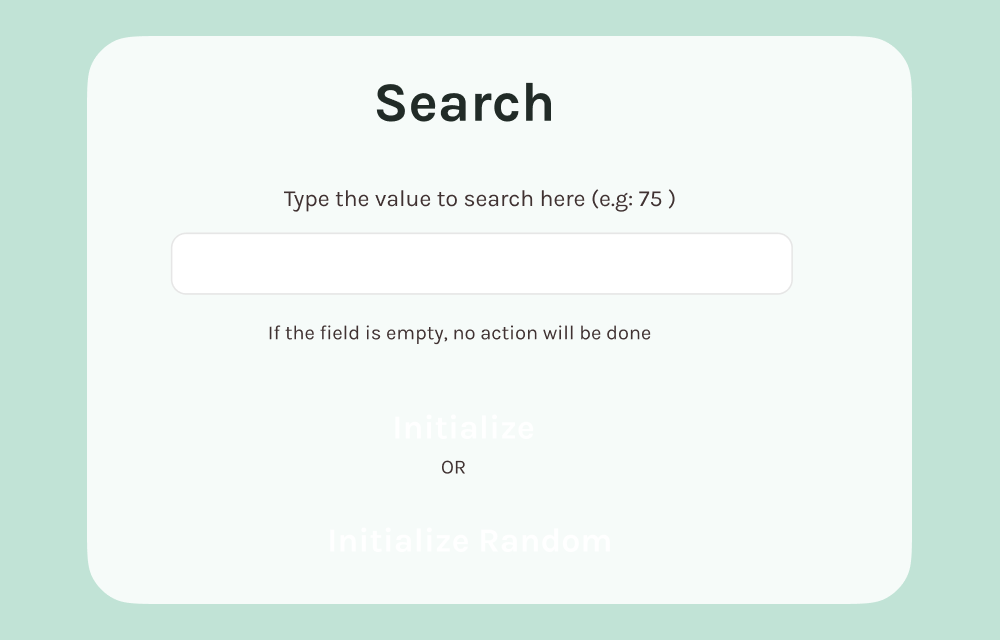 Search
Type the value to search here (e.g: 75 )
If the field is empty, no action will be done
Initialize
OR
Initialize Random